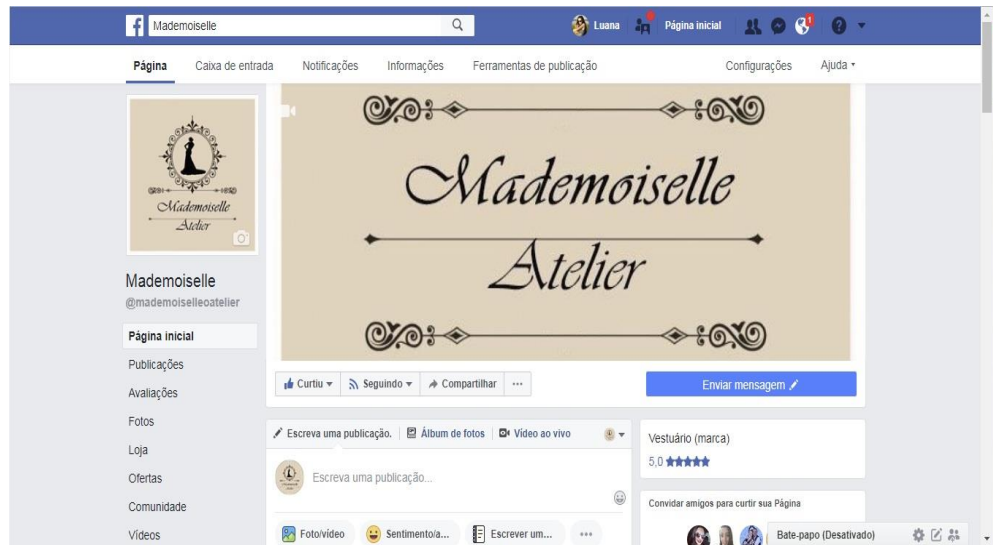 Mademoiselle
Luana
Página inicial
1
Página Caixa de entrada Notificações Informações Ferramentas de publicação Configurações Ajuda
Mademoiselle
Atelier
Mademoiselle
Atelier
Mademoiselle
@mademoiselleoatelier
Página inicial
Publicações
Avaliações
Fotos
Loja
Ofertas
Comunidade
Vídeos
Curtiu Seguindo Compartilhar ...
Enviar mensagem
Escreva uma publicação. Álbum de fotos Vídeo ao vivo
Escreva uma publicação...
Foto/vídeo Sentimento/a... Escrever um... ...
Vestuário (marca)
5,0 ★★★★★
Convidar amigos para curtir sua Página
Bate-papo (Desativado)